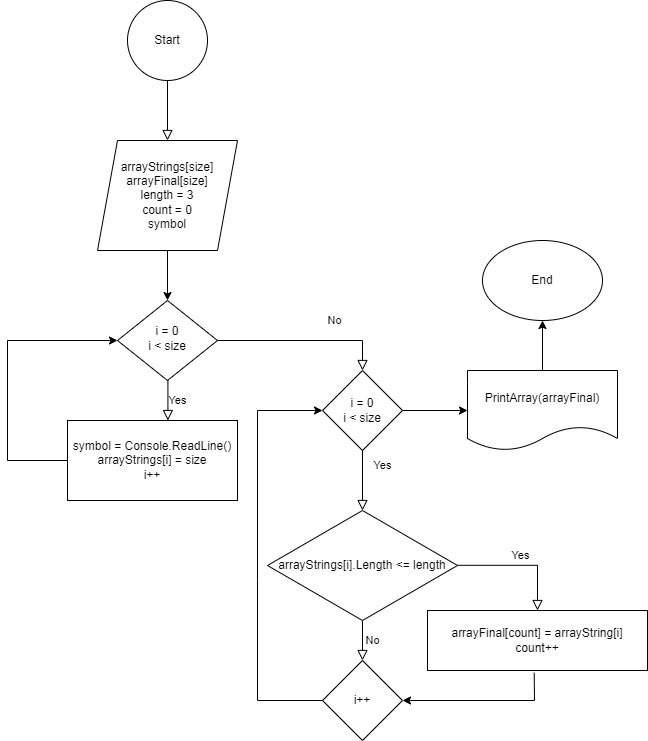 Start
arrayStrings[size]
arrayFinal[size]
length = 3
count = 0
symbol
i = 0
i < size
Yes
symbol = Console.ReadLine()
arrayStrings[i] = size
i++
No
i = 0
i < size
End
PrintArray(arrayFinal)
Yes
arrayStrings[i].Length <= length
Yes
arrayFinal[count] = arrayString[i]
count++
No
i++